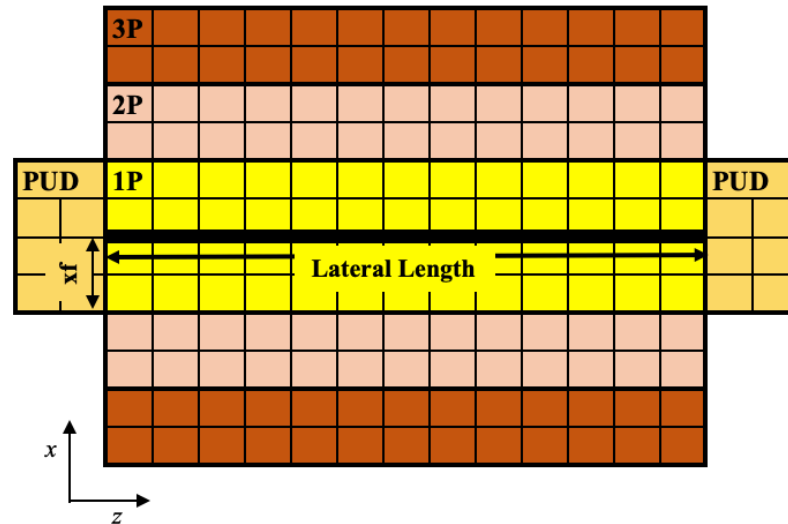 3P
2P
PUD
1P
PUD
xf
Lateral Length
x
z